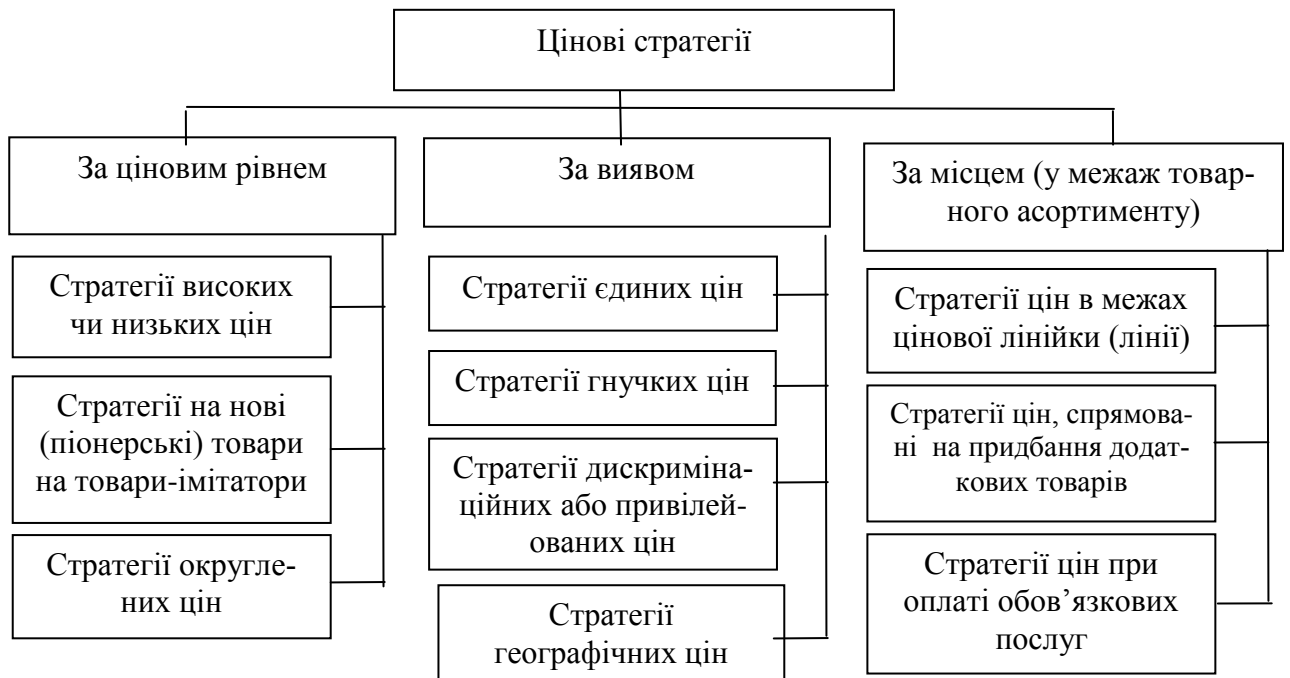 Цінові стратегії
За ціновим рівнем
Стратегії високих
чи низьких цін
Стратегії на нові
(піонерські) товари
на товари-імітатори
Стратегії округле-
них цін
За виявом
Стратегії єдиних цін
Стратегії гнучких цін
Стратегії дискриміна-
ційних або привілей-
ованих цін
Стратегії
географічних цін
За місцем (у межаж товар-
ного асортименту)
Стратегії цін в межах
цінової лінійки (лінії)
Стратегії цін, спрямова-
ні на придбання додат-
кових товарів
Стратегії цін при
оплаті обов’язкових
послуг